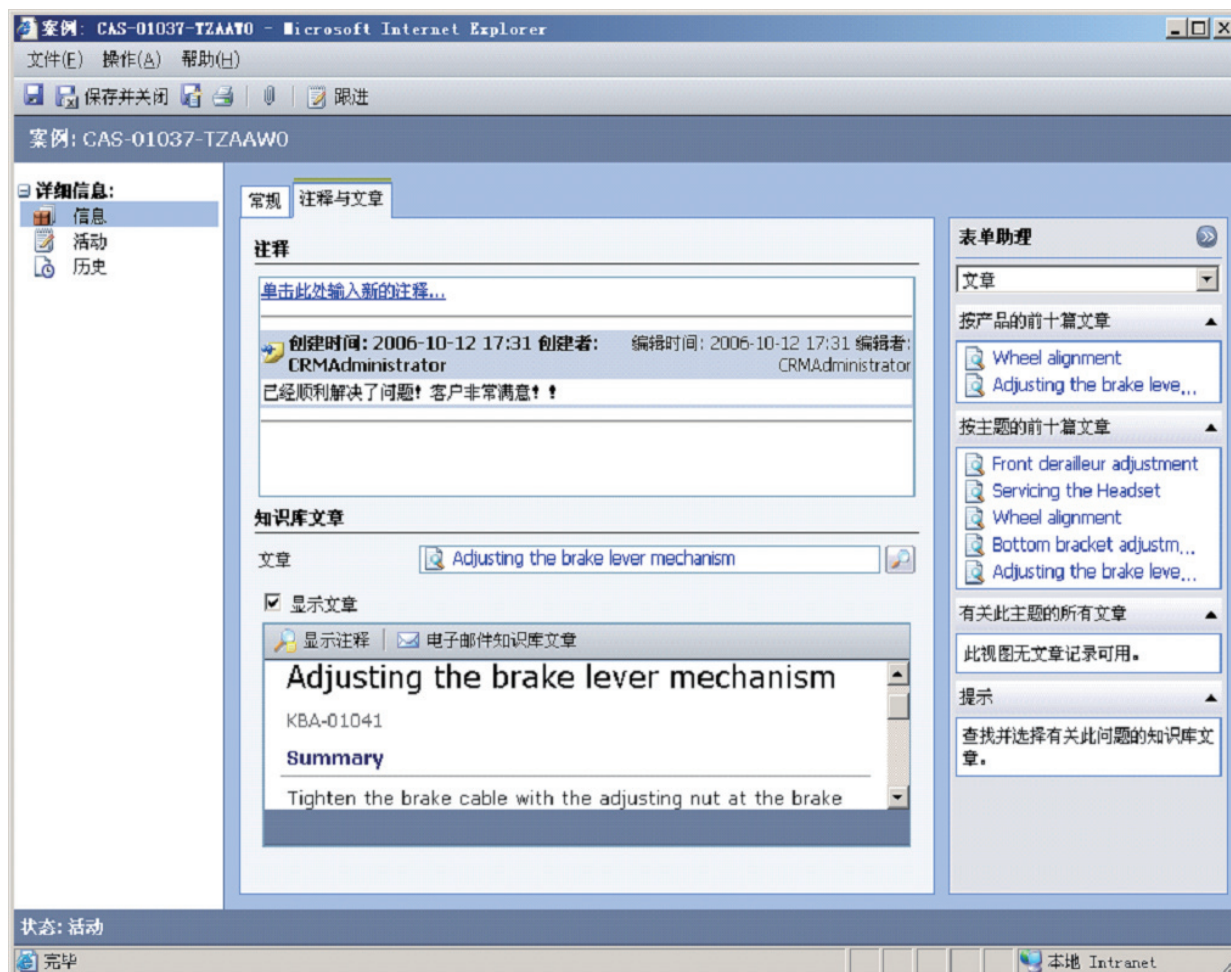 案例: CAS-01037-TZAAW0 - Microsoft Internet Explorer
文件(F) 操作(A) 帮助(H)
保存并关闭 跟进
案例: CAS-01037-TZAAW0
详细信息:
信息
活动
历史
常规 注释与文章
注释
单击此处输入新的注释...
创建时间: 2006-10-12 17:31 创建者: 编辑时间: 2006-10-12 17:31 编辑者:
CRMAdministrator CRMAdministrator
已经顺利解决了问题! 客户非常满意! !
知识库文章
文章 Adjusting the brake lever mechanism
显示文章
显示注释 电子邮件知识库文章
Adjusting the brake lever mechanism
KBA-01041
Summary
Tighten the brake cable with the adjusting nut at the brake
表单助理
文章
按产品的前十篇文章
Wheel alignment
Adjusting the brake leve...
按主题的前十篇文章
Front derailleur adjustment
Servicing the Headset
Wheel alignment
Bottom bracket adjustm...
Adjusting the brake leve...
有关此主题的所有文章
此视图无文章记录可用。
提示
查找并选择有关此问题的知识库文
章。
状态: 活动
完毕 本地 Intranet